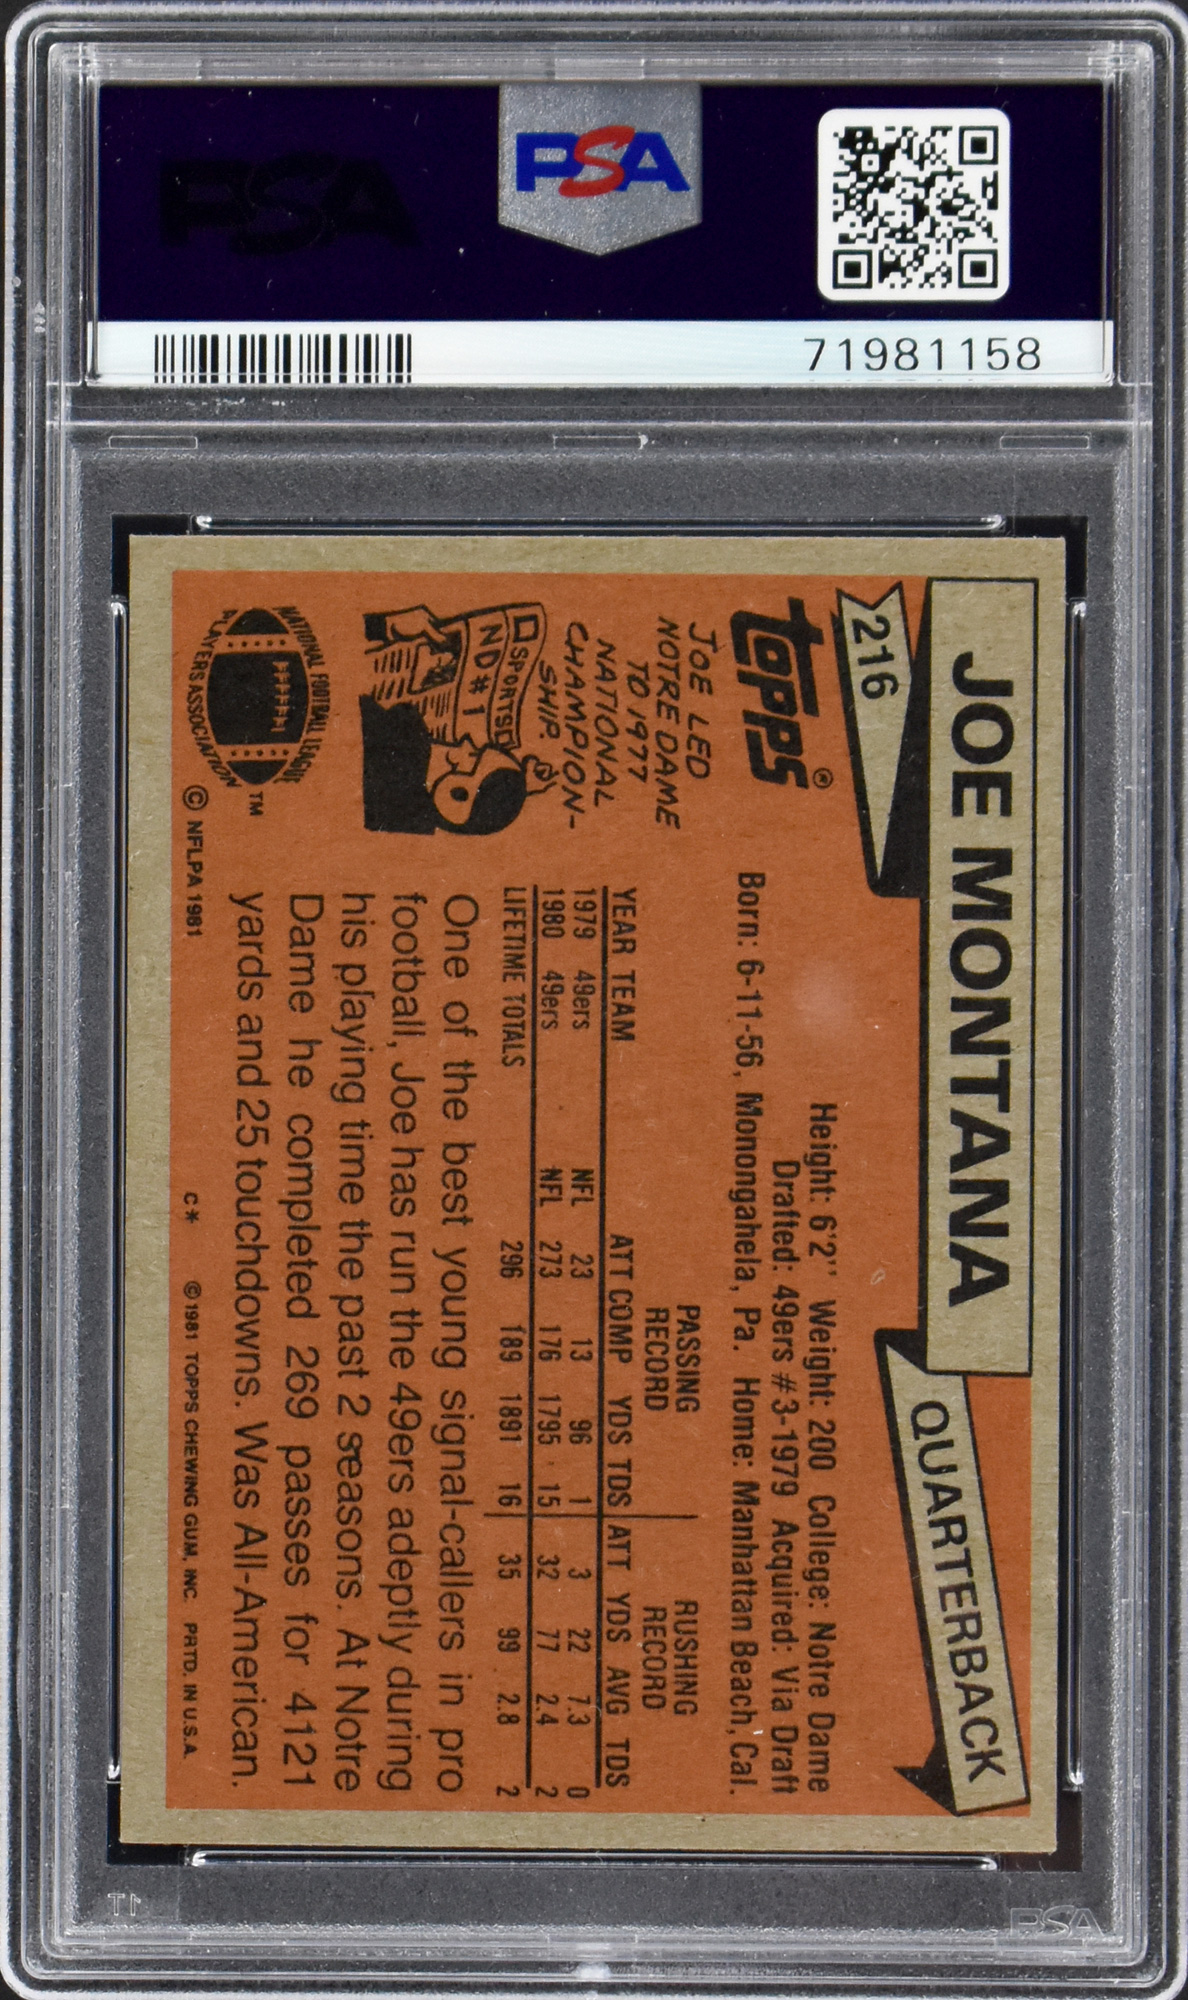 PSA
PSA
71981158
JOE MONTANA
QUARTERBACK
216
TOPPS®
Height: 6'2'' Weight: 200 College: Notre Dame
Drafted: 49ers #3-1979 Acquired: Via Draft
Born: 6-11-56, Monongahela, Pa. Home: Manhattan Beach, Cal.
JOE LED
NOTRE DAME
TO 1977
NATIONAL
CHAMPION-
SHIP.
SPORTS
ND #1
PASSING RECORD RUSHING RECORD
YEAR TEAM ATT COMP YDS TDS ATT YDS AVG TDS
1979 49ers NFL 23 13 96 1 3 22 7.3 0
1980 49ers NFL 273 176 1795 15 32 77 2.4 2
LIFETIME TOTALS 296 189 1891 16 35 99 2.8 2
One of the best young signal-callers in pro
football, Joe has run the 49ers adeptly during
his playing time the past 2 seasons. At Notre
Dame he completed 269 passes for 4121
yards and 25 touchdowns. Was All-American.
NATIONAL FOOTBALL LEAGUE
PLAYERS ASSOCIATION
TM
© NFLPA 1981
C*
© 1981 TOPPS CHEWING GUM, INC. PRTD. IN U.S.A.
PSA